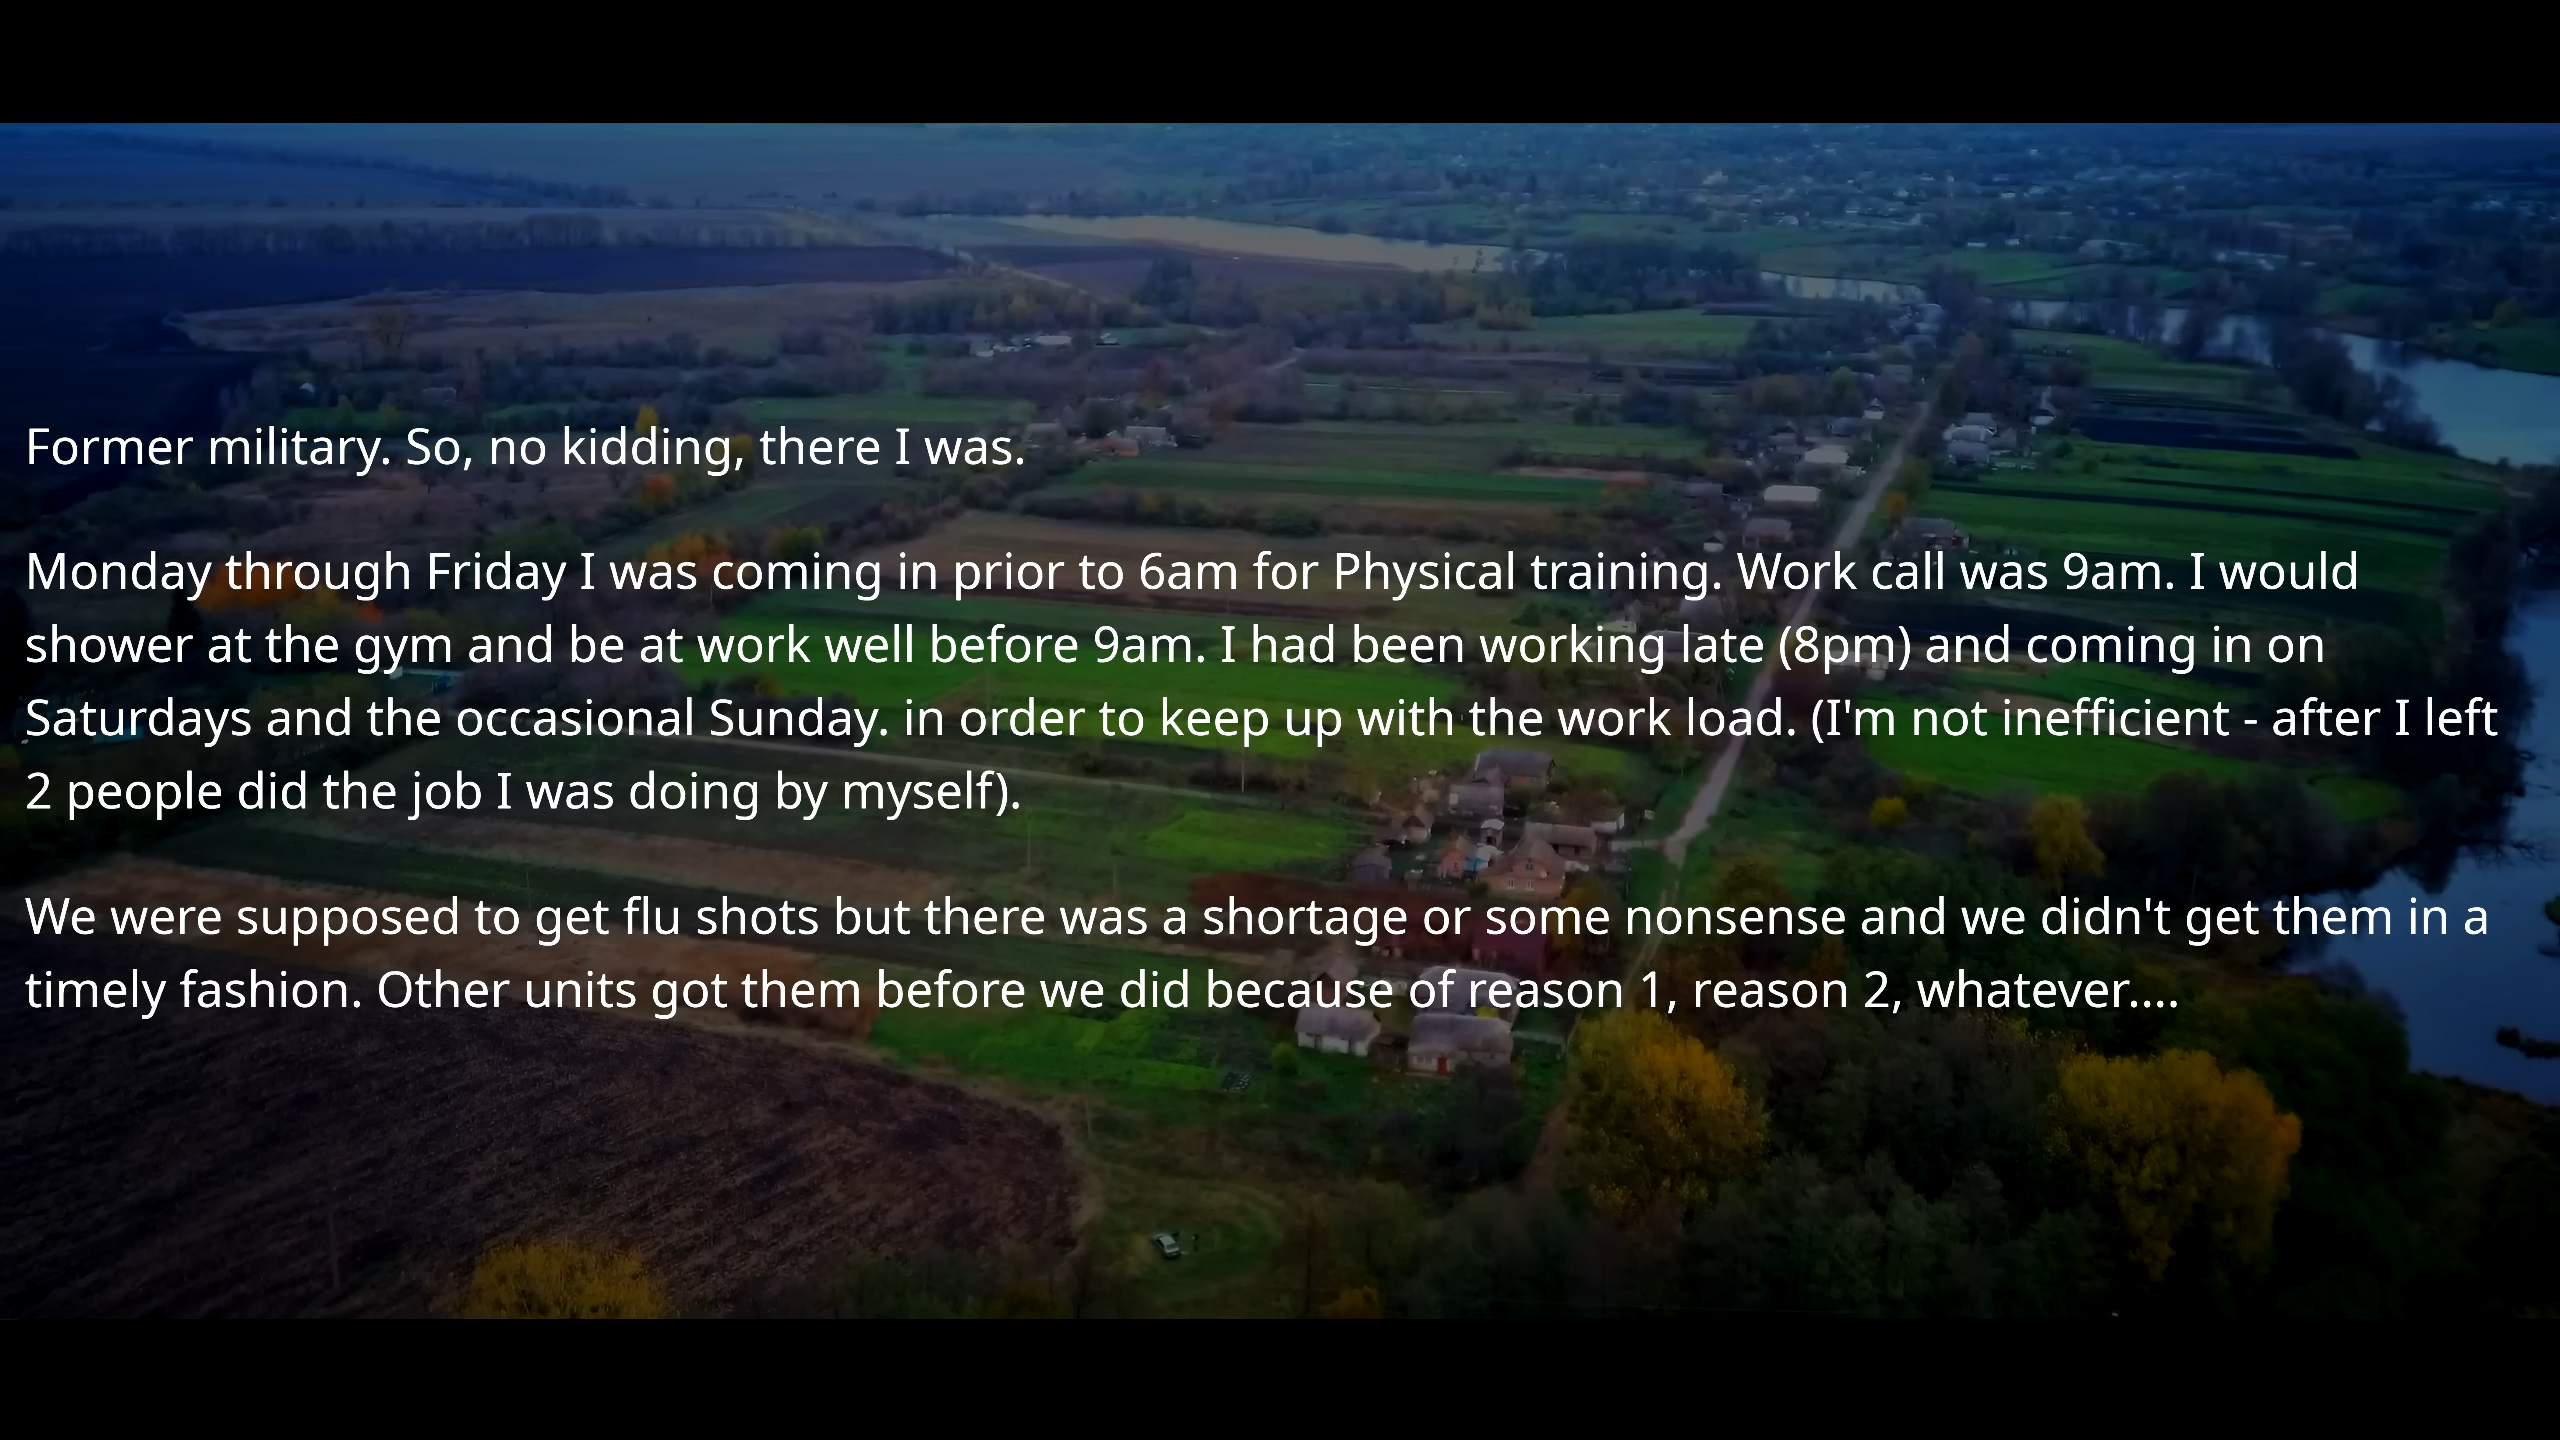 Former military. So, no kidding, there I was.
Monday through Friday I was coming in prior to 6am for Physical training. Work call was 9am. I would
shower at the gym and be at work well before 9am. I had been working late (8pm) and coming in on
Saturdays and the occasional Sunday. in order to keep up with the work load. (I'm not inefficient - after I left
2 people did the job I was doing by myself).
We were supposed to get flu shots but there was a shortage or some nonsense and we didn't get them in a
timely fashion. Other units got them before we did because of reason 1, reason 2, whatever....